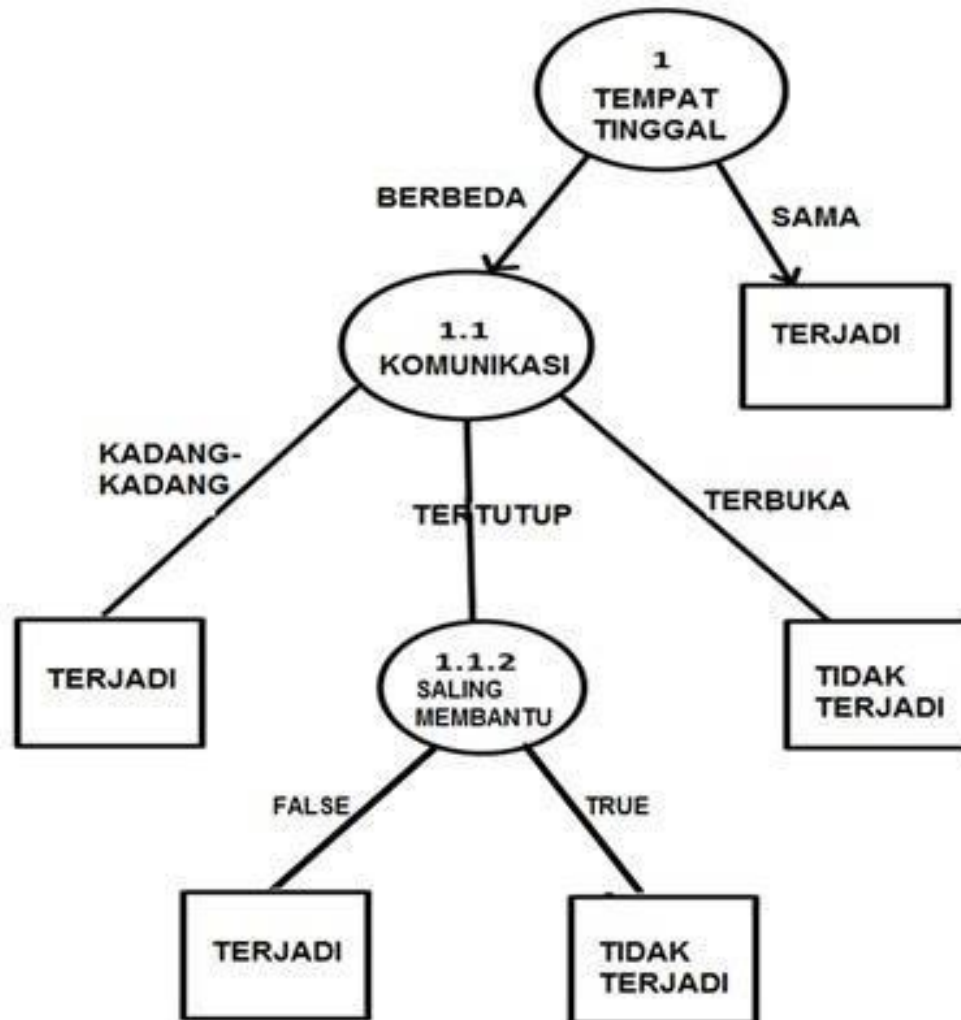 1
TEMPAT
TINGGAL
BERBEDA
SAMA
1.1
KOMUNIKASI
TERJADI
KADANG-
KADANG
TERTUTUP
TERBUKA
TERJADI
1.1.2
SALING
MEMBANTU
TIDAK
TERJADI
FALSE
TRUE
TERJADI
TIDAK
TERJADI